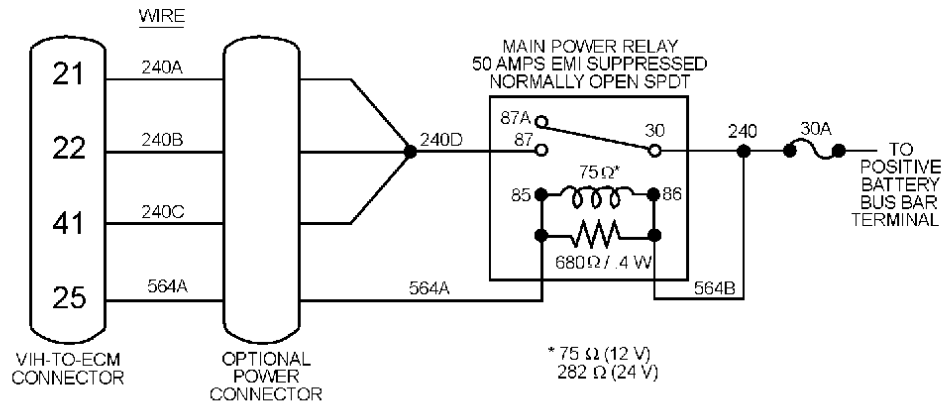 WIRE
21
240A
22
240B
41
240C
25
564A
VIH-TO-ECM
CONNECTOR
OPTIONAL
POWER
CONNECTOR
240D
564A
MAIN POWER RELAY
50 AMPS EMI SUPPRESSED
NORMALLY OPEN SPDT
87A
87
30
75 Ω*
85
86
680 Ω / .4 W
564B
240
30A
TO
POSITIVE
BATTERY
BUS BAR
TERMINAL
* 75 Ω (12 V)
282 Ω (24 V)